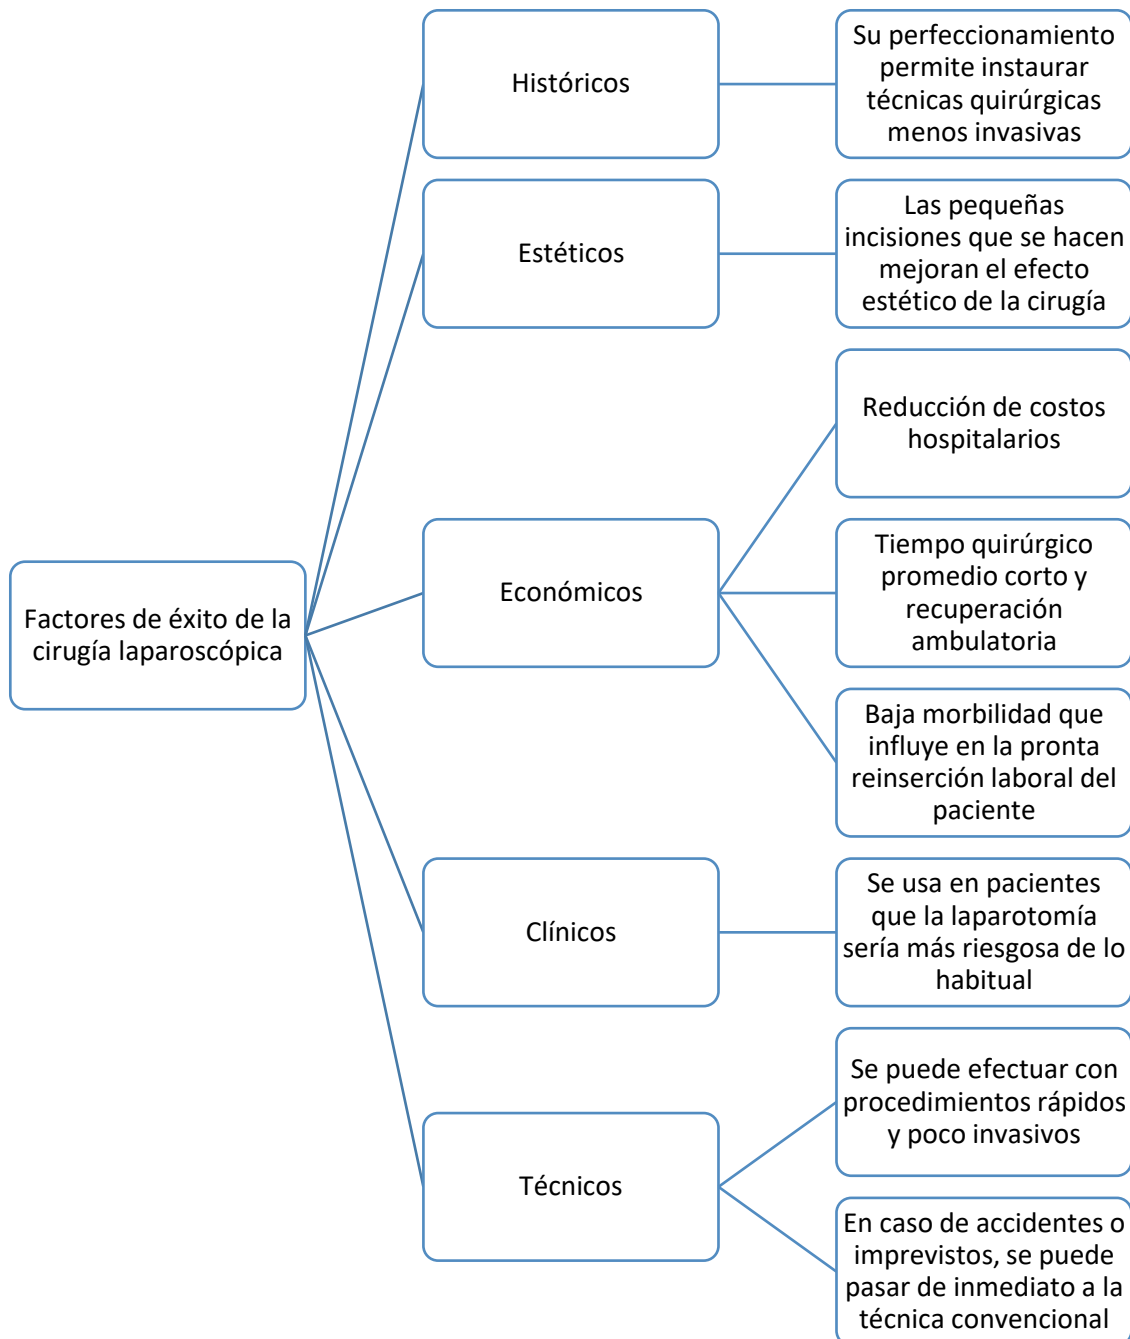 Factores de éxito de la
cirugía laparoscópica
Históricos
Su perfeccionamiento
permite instaurar
técnicas quirúrgicas
menos invasivas
Estéticos
Las pequeñas
incisiones que se hacen
mejoran el efecto
estético de la cirugía
Económicos
Reducción de costos
hospitalarios
Tiempo quirúrgico
promedio corto y
recuperación
ambulatoria
Baja morbilidad que
influye en la pronta
reinserción laboral del
paciente
Clínicos
Se usa en pacientes
que la laparotomía
sería más riesgosa de lo
habitual
Técnicos
Se puede efectuar con
procedimientos rápidos
y poco invasivos
En caso de accidentes o
imprevistos, se puede
pasar de inmediato a la
técnica convencional